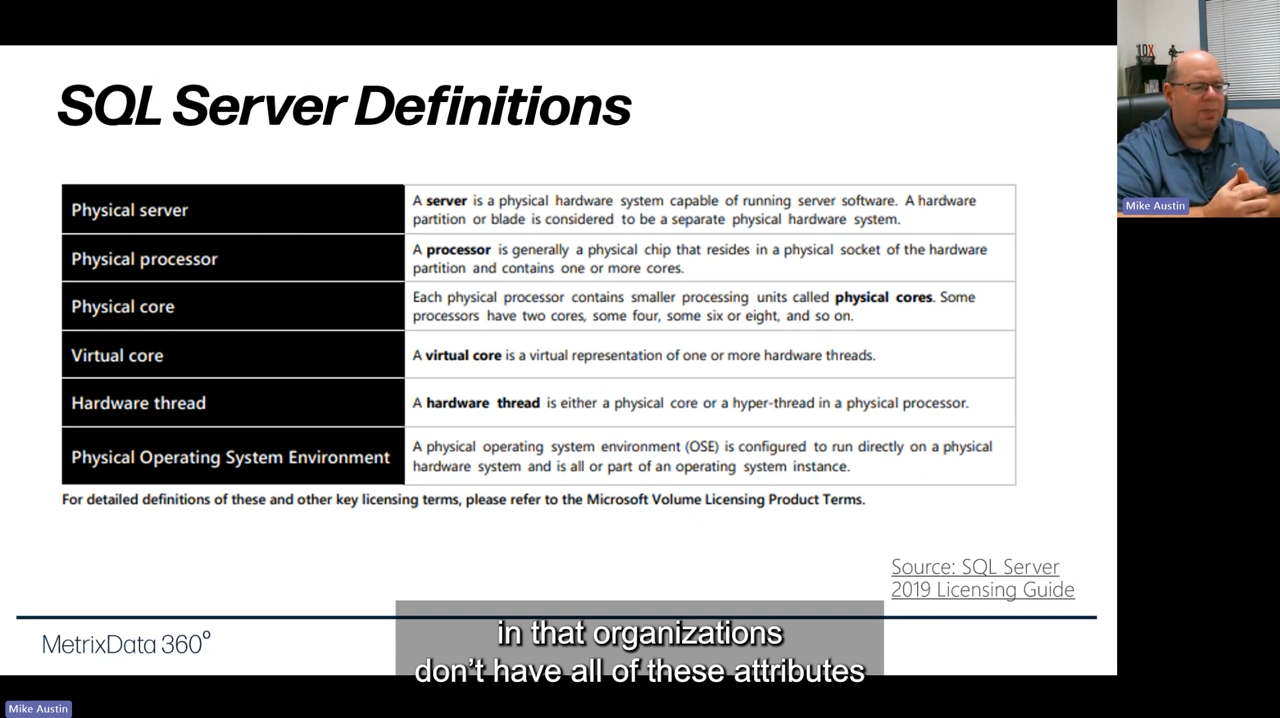 SQL Server Definitions
Physical server
A server is a physical hardware system capable of running server software. A hardware
partition or blade is considered to be a separate physical hardware system.
Physical processor
A processor is generally a physical chip that resides in a physical socket of the hardware
partition and contains one or more cores.
Physical core
Each physical processor contains smaller processing units called physical cores. Some
processors have two cores, some four, some six or eight, and so on.
Virtual core
A virtual core is a virtual representation of one or more hardware threads.
Hardware thread
A hardware thread is either a physical core or a hyper-thread in a physical processor.
Physical Operating System Environment
A physical operating system environment (OSE) is configured to run directly on a physical
hardware system and is all or part of an operating system instance.
For detailed definitions of these and other key licensing terms, please refer to the Microsoft Volume Licensing Product Terms.
Source: SQL Server
2019 Licensing Guide
MetrixData 360°
in that organizations
don't have all of these attributes
10X
Mike Austin
Mike Austin